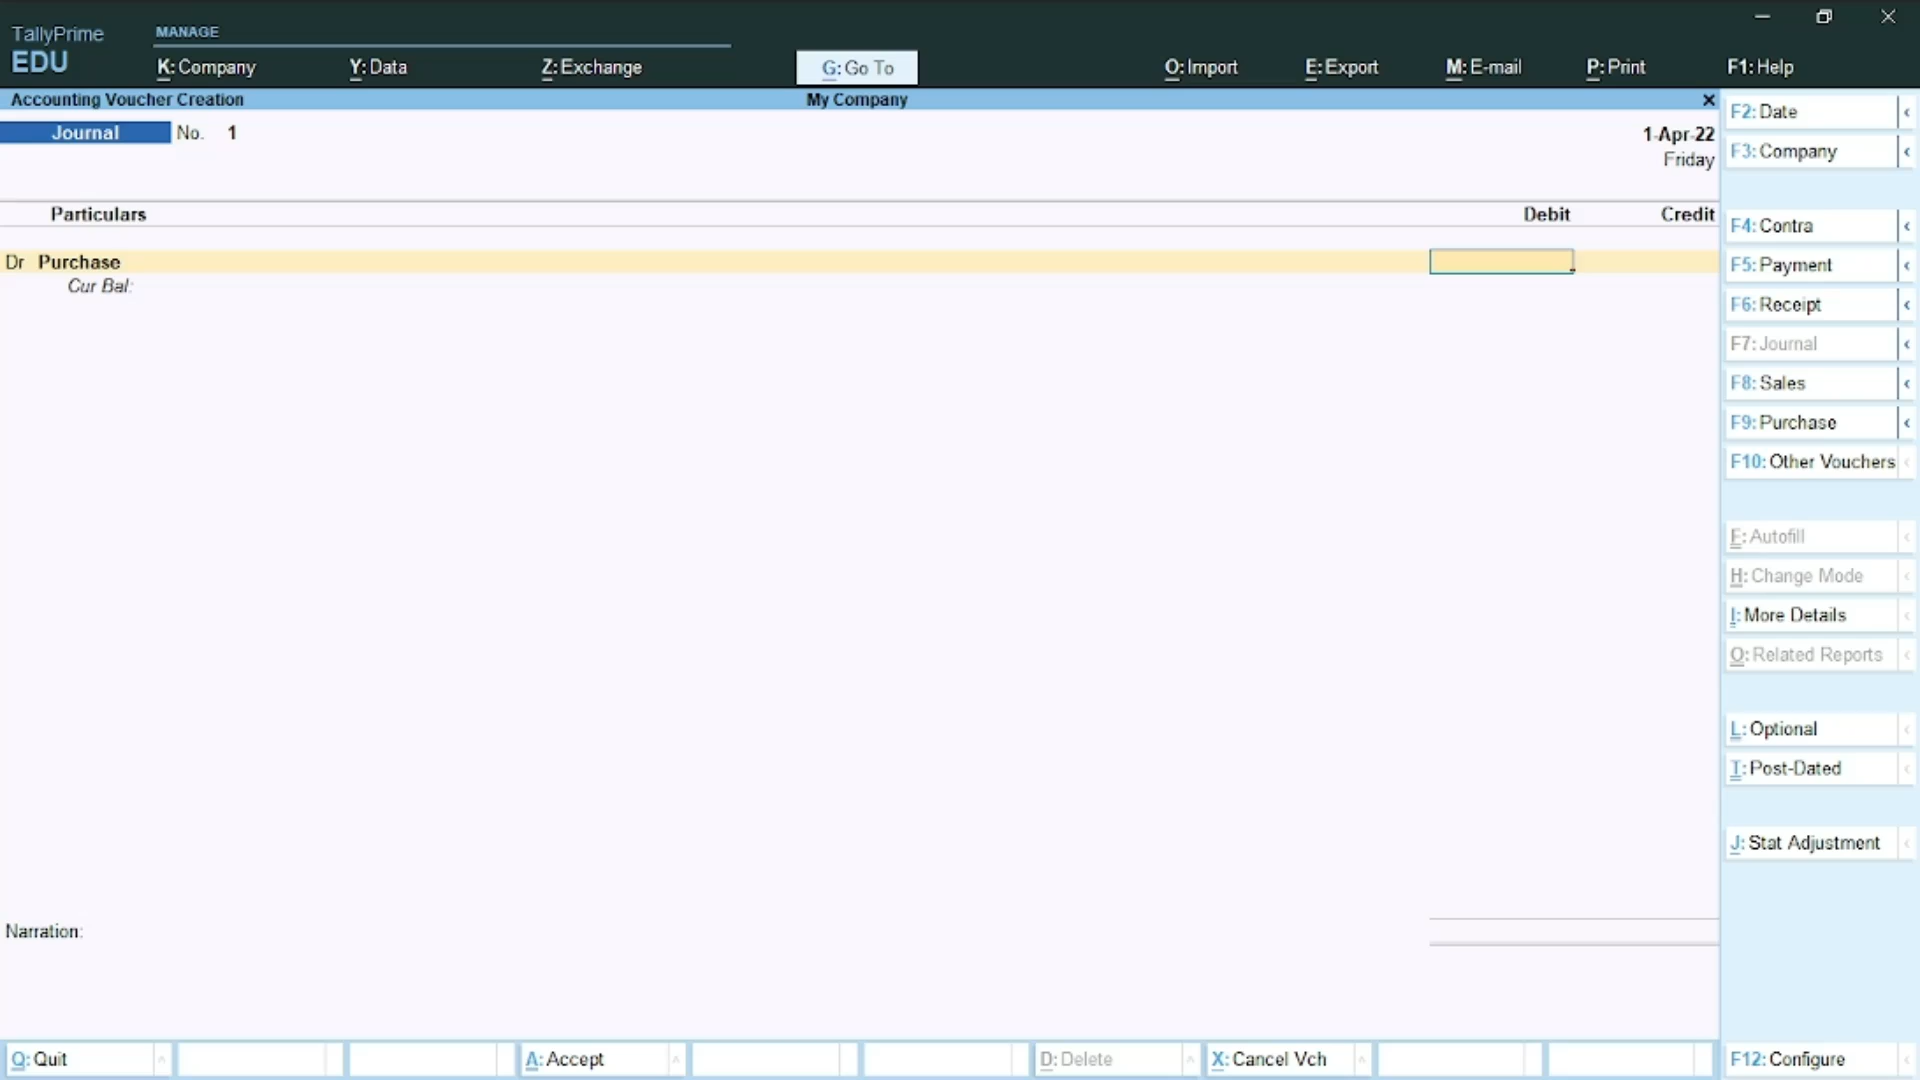 TallyPrime
EDU
MANAGE
K: Company Y: Data Z: Exchange G: Go To O: Import E: Export M: E-mail P: Print F1: Help
Accounting Voucher Creation My Company
Journal No. 1 1-Apr-22
Friday
Particulars Debit Credit
Dr Purchase
Cur Bal:
Narration:
F2: Date
F3: Company
F4: Contra
F5: Payment
F6: Receipt
F7: Journal
F8: Sales
F9: Purchase
F10: Other Vouchers
F: Autofill
H: Change Mode
I: More Details
O: Related Reports
L: Optional
T: Post-Dated
J: Stat Adjustment
Q: Quit A: Accept D: Delete X: Cancel Vch F12: Configure